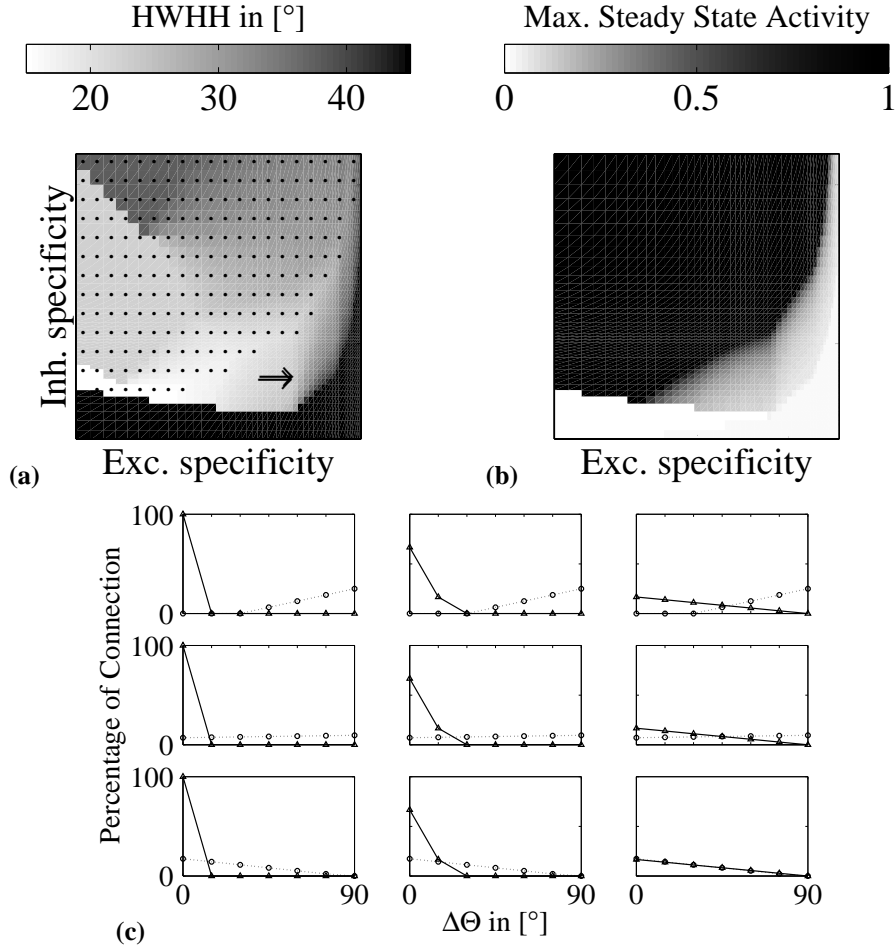 HWHH in [°]
20 30 40
Max. Steady State Activity
0 0.5 1
Inh. specificity
⇒
Exc. specificity
(a)
Exc. specificity
(b)
Percentage of Connection
100
0
100
0
100
0
0 90 0 90 0 90
ΔΘ in [°]
(c)